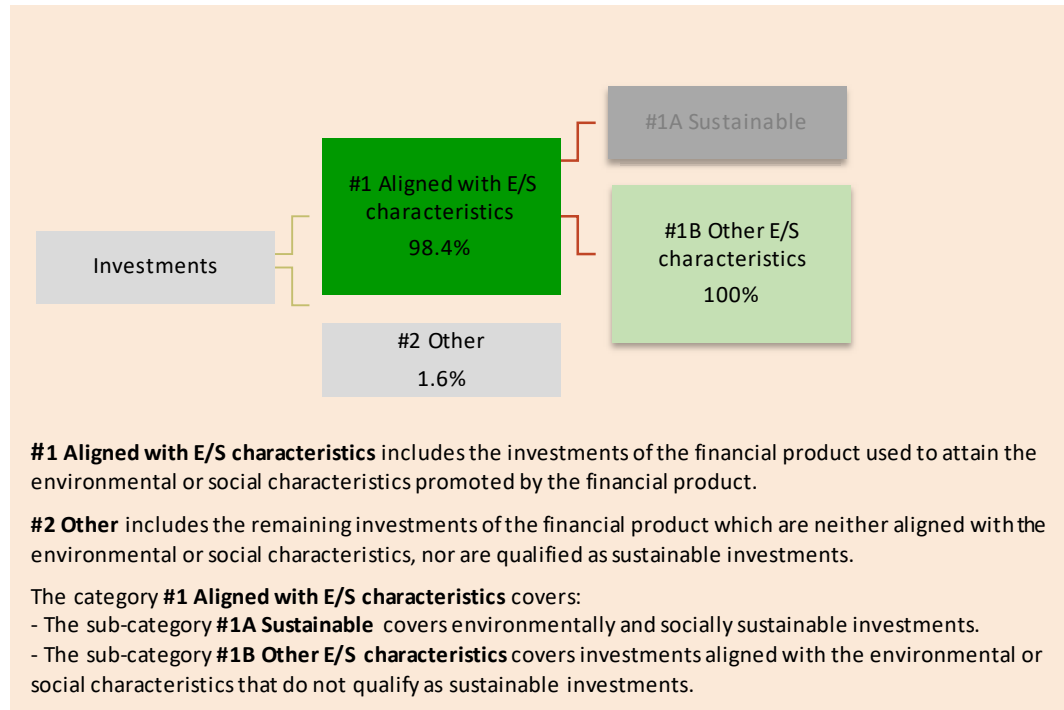 #1A Sustainable
#1 Aligned with E/S
characteristics
98.4%
#1B Other E/S
characteristics
100%
Investments
#2 Other
1.6%
#1 Aligned with E/S characteristics includes the investments of the financial product used to attain the
environmental or social characteristics promoted by the financial product.
#2 Other includes the remaining investments of the financial product which are neither aligned with the
environmental or social characteristics, nor are qualified as sustainable investments.
The category #1 Aligned with E/S characteristics covers:
- The sub-category #1A Sustainable covers environmentally and socially sustainable investments.
- The sub-category #1B Other E/S characteristics covers investments aligned with the environmental or
social characteristics that do not qualify as sustainable investments.